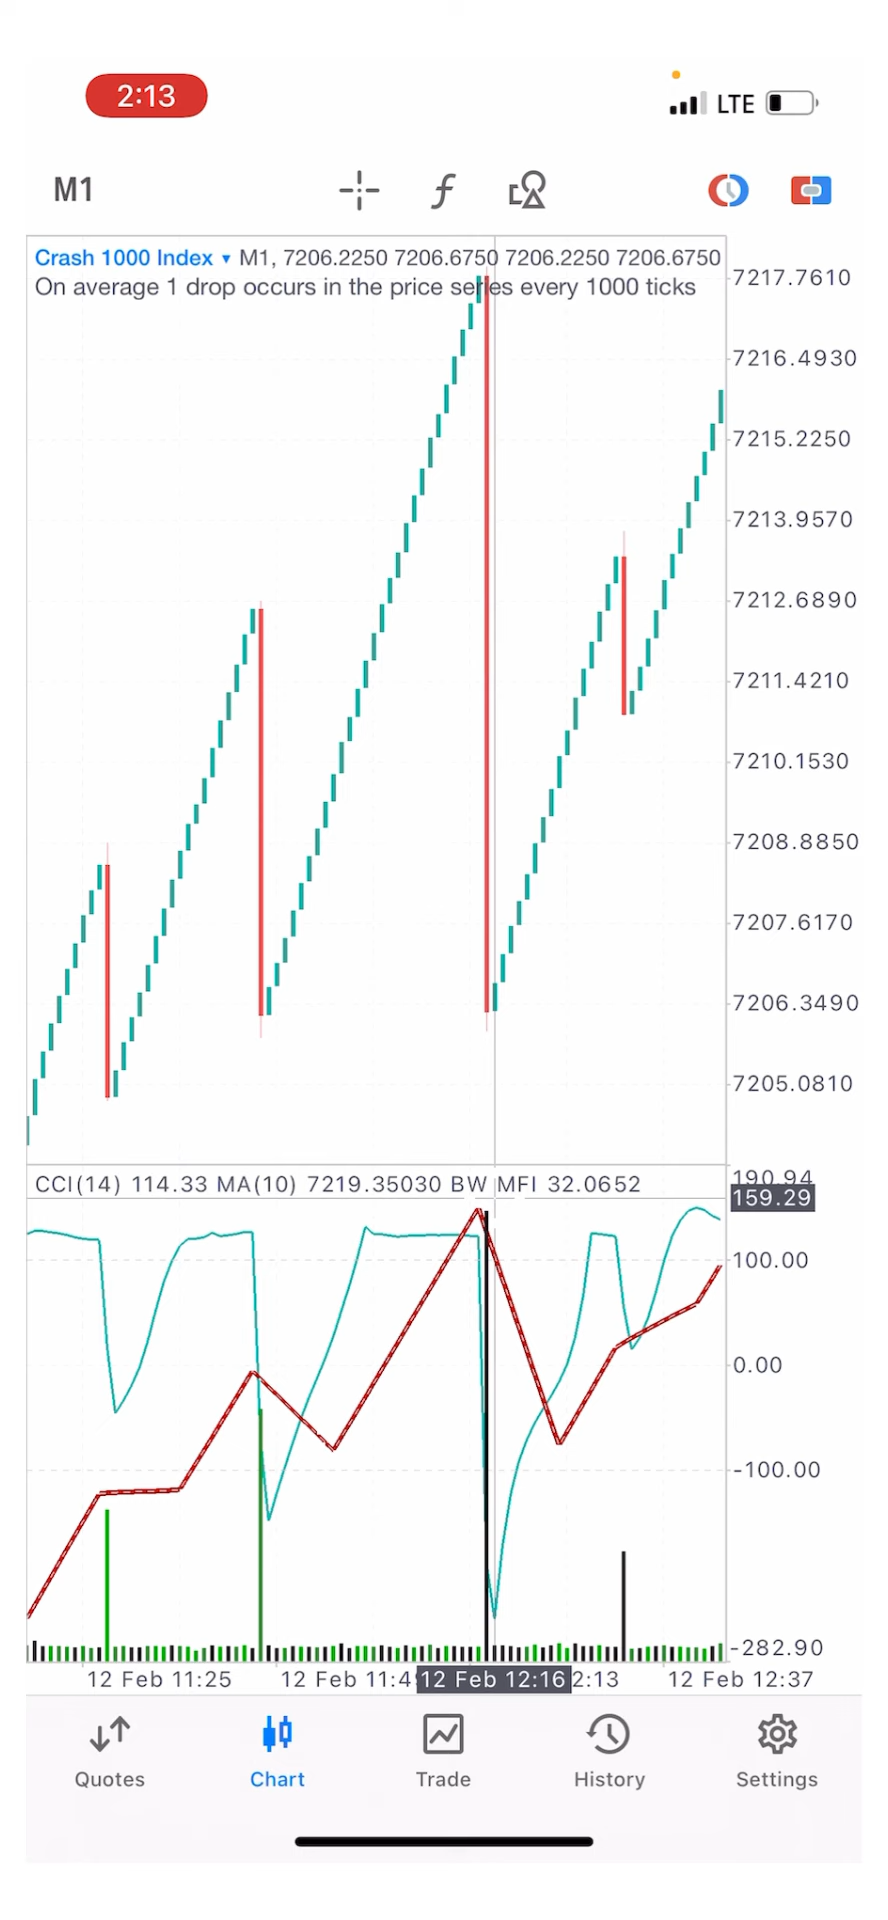 2:13 LTE
M1
Crash 1000 Index ▾ M1, 7206.2250 7206.6750 7206.2250 7206.6750
On average 1 drop occurs in the price series every 1000 ticks
7217.7610
7216.4930
7215.2250
7213.9570
7212.6890
7211.4210
7210.1530
7208.8850
7207.6170
7206.3490
7205.0810
CCI(14) 114.33 MA(10) 7219.35030 BW MFI 32.0652
190.94
159.29
100.00
0.00
-100.00
-282.90
12 Feb 11:25 12 Feb 11:4 12 Feb 12:16 2:13 12 Feb 12:37
Quotes Chart Trade History Settings